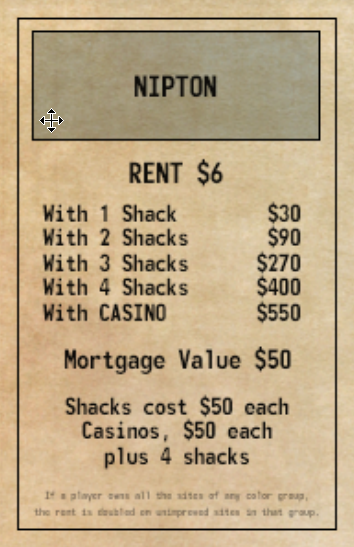 NIPTON
RENT $6
With 1 Shack $30
With 2 Shacks $90
With 3 Shacks $270
With 4 Shacks $400
With CASINO $550
Mortgage Value $50
Shacks cost $50 each
Casinos, $50 each
plus 4 shacks
If a player owns all the sites of any color group,
the rent is doubled on unimproved sites in that group.